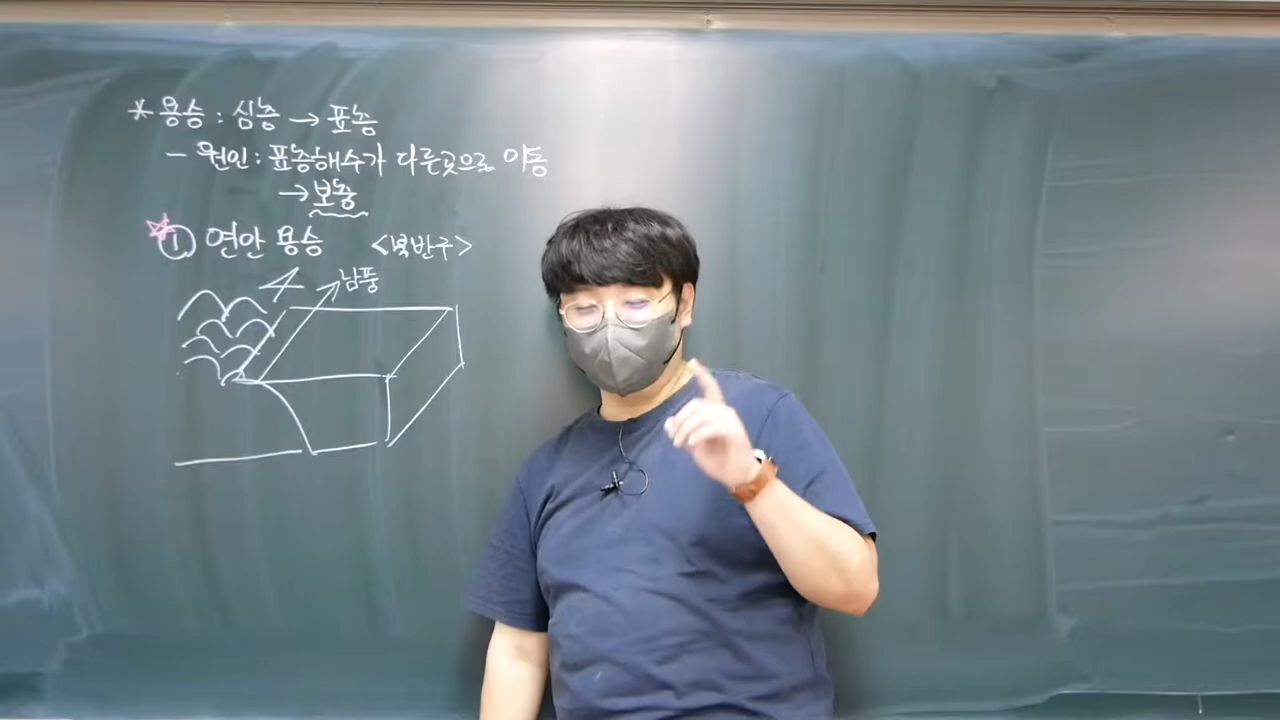 * 용승 : 심층 → 표층
- 원인 : 표층해수가 다른곳으로 이동
→ 보충
☆① 연안 용승 <북반구>
4 남풍